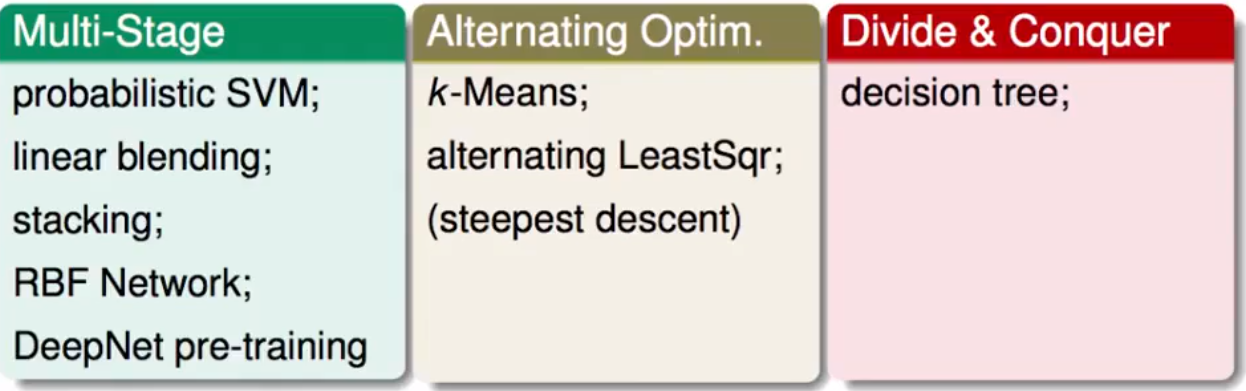 Multi-Stage
probabilistic SVM;
linear blending;
stacking;
RBF Network;
DeepNet pre-training
Alternating Optim.
k-Means;
alternating LeastSqr;
(steepest descent)
Divide & Conquer
decision tree;